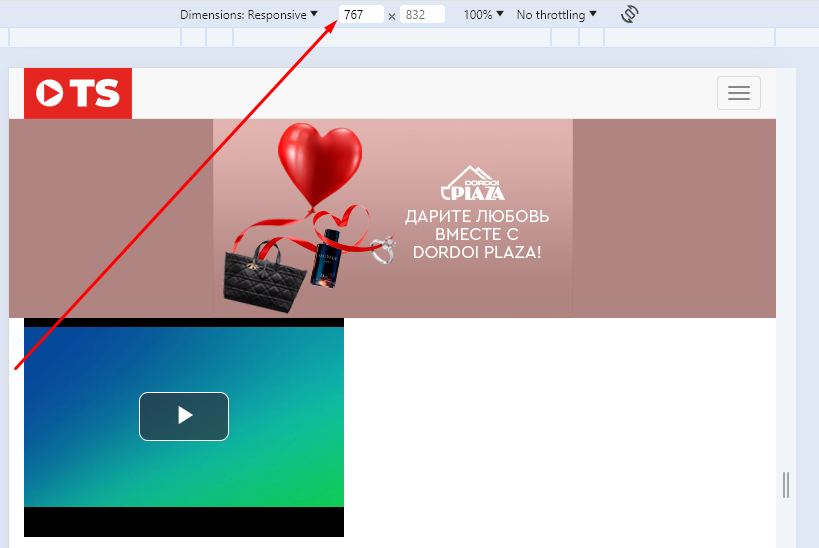 Dimensions: Responsive 767 × 832 100% No throttling
TS
DORDOI
PLAZA
ДАРИТЕ ЛЮБОВЬ
ВМЕСТЕ С
DORDOI PLAZA!